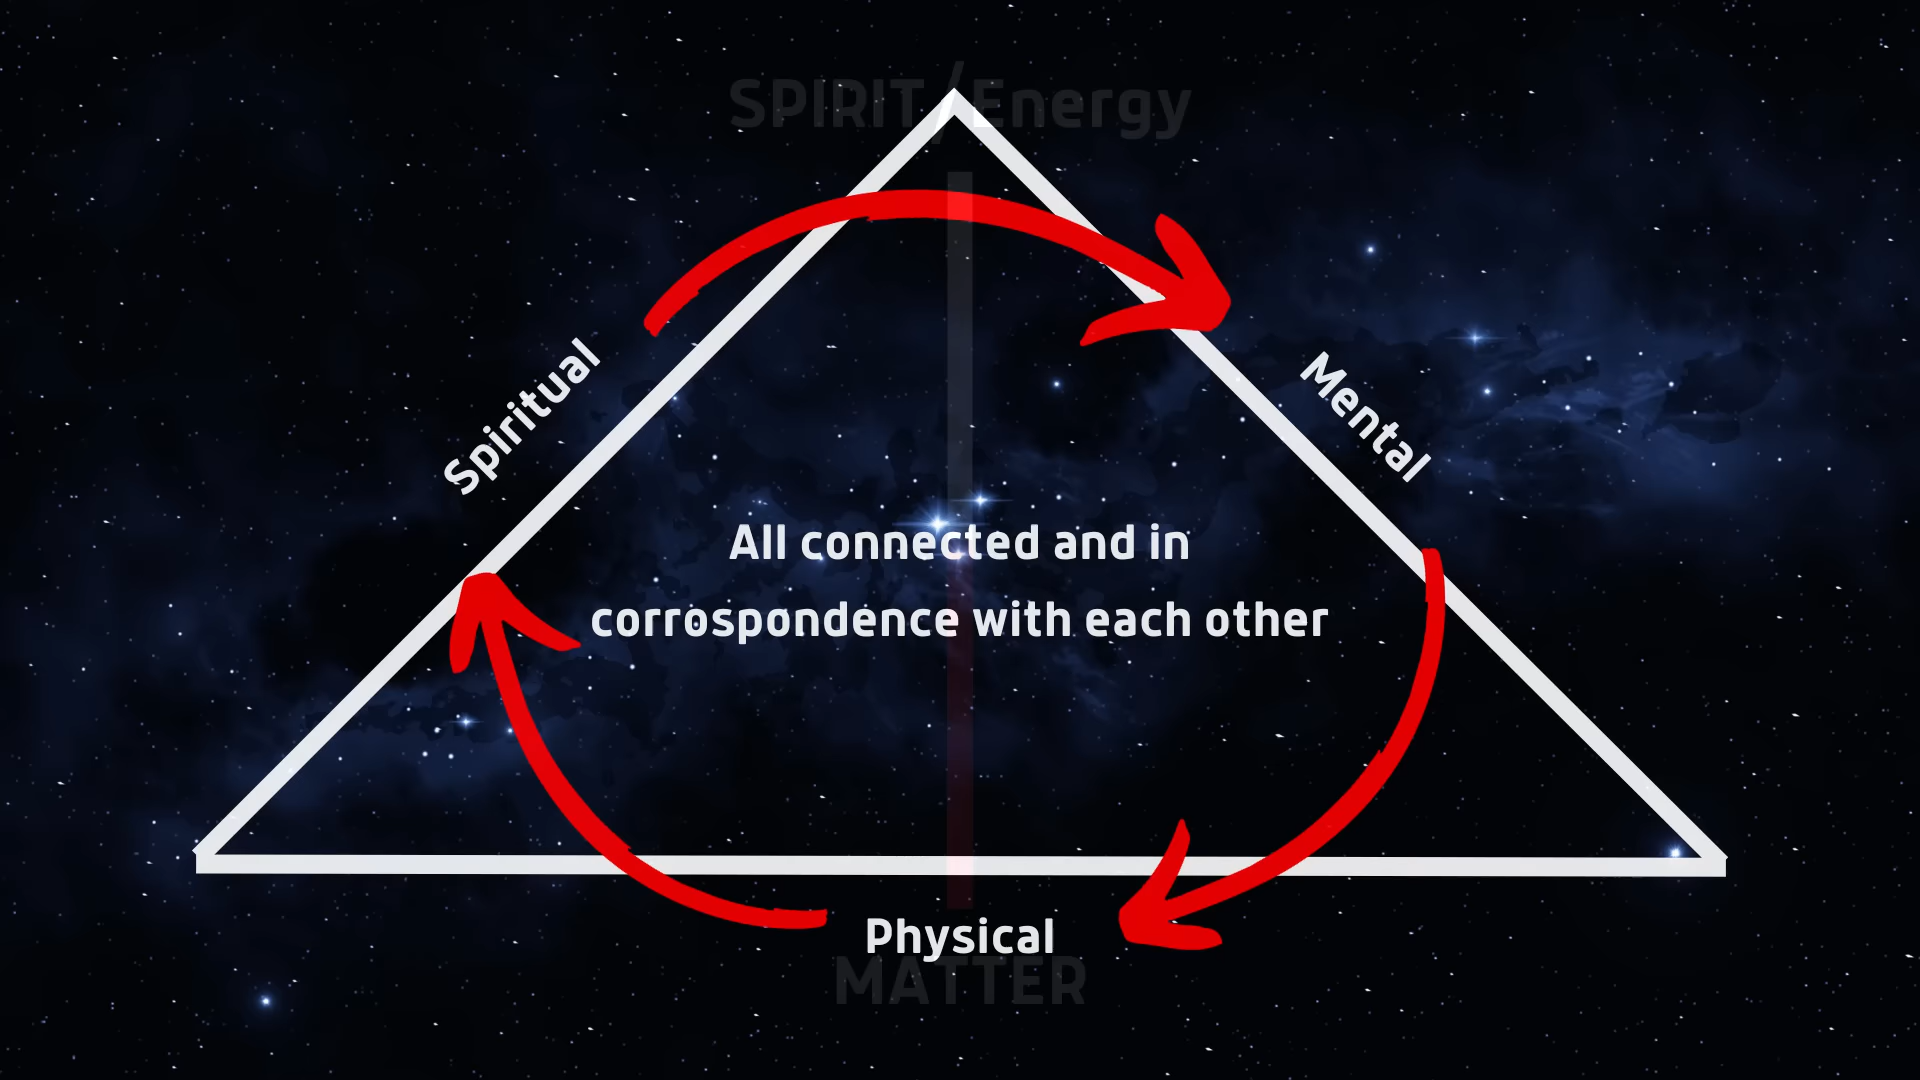 SPIRIT/Energy
Spiritual
Mental
All connected and in
corrospondence with each other
Physical
MATTER